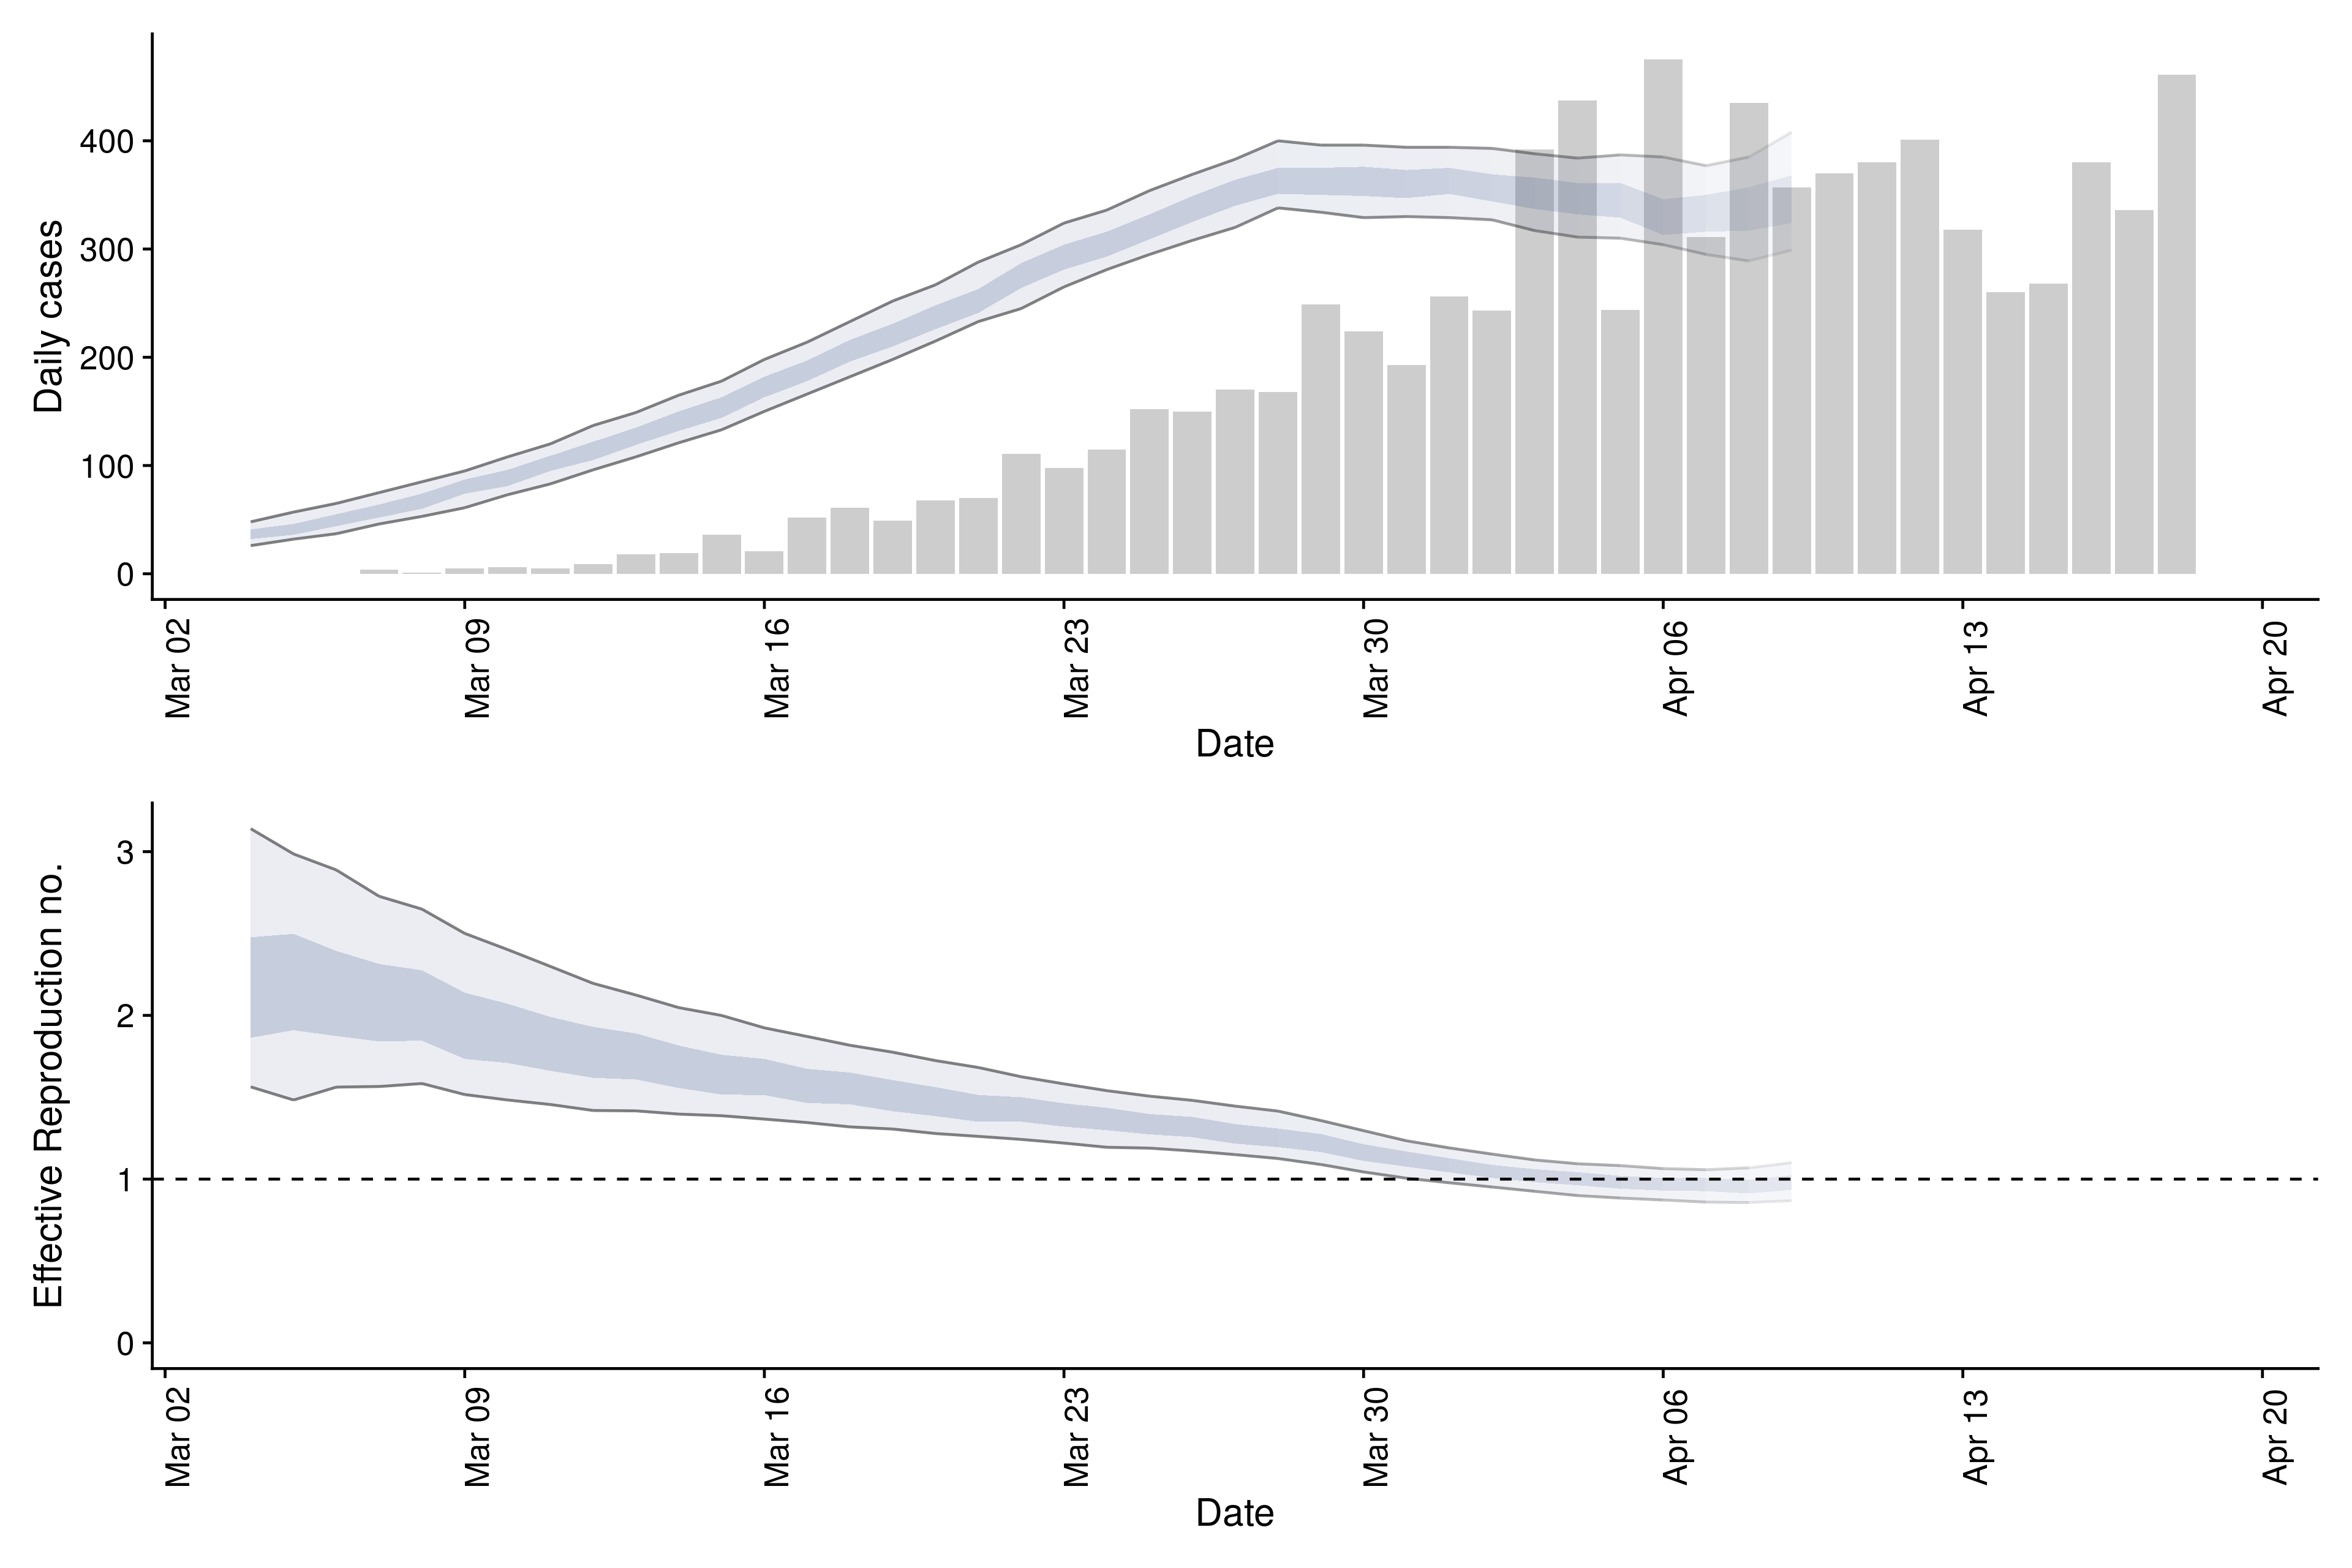 Daily cases
400
300
200
100
0
Mar 02
Mar 09
Mar 16
Mar 23
Mar 30
Apr 06
Apr 13
Apr 20
Date
Effective Reproduction no.
3
2
1
0
Mar 02
Mar 09
Mar 16
Mar 23
Mar 30
Apr 06
Apr 13
Apr 20
Date